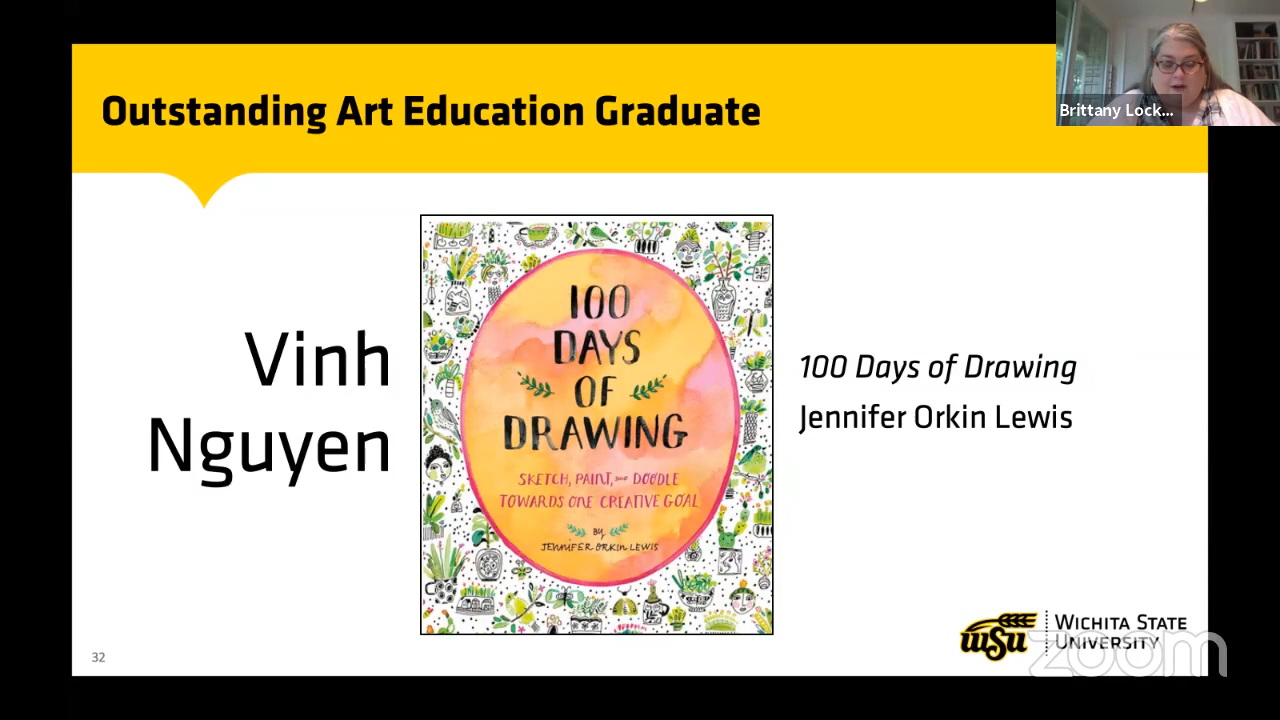 Outstanding Art Education Graduate
Brittany Lock...
Vinh
Nguyen
100
DAYS
OF
DRAWING
SKETCH, PAINT, AND DOODLE
TOWARDS ONE CREATIVE GOAL
BY
JENNIFER ORKIN LEWIS
100 Days of Drawing
Jennifer Orkin Lewis
32
WSU
WICHITA STATE
UNIVERSITY
zoom